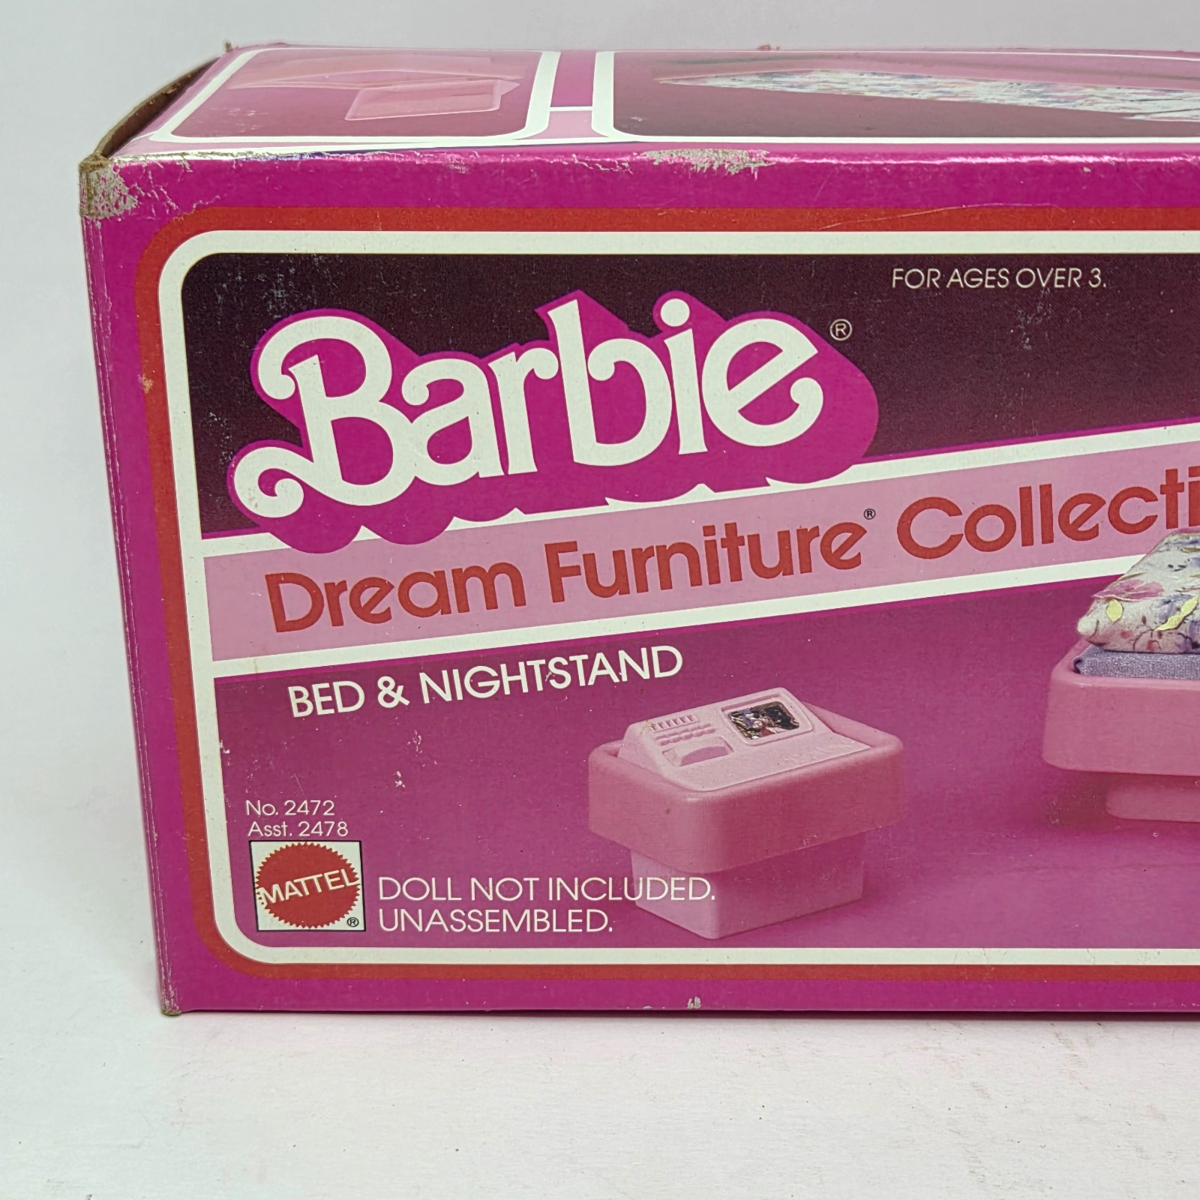 FOR AGES OVER 3.
Barbie®
Dream Furniture® Collecti
BED & NIGHTSTAND
No. 2472
Asst. 2478
MATTEL®
DOLL NOT INCLUDED.
UNASSEMBLED.